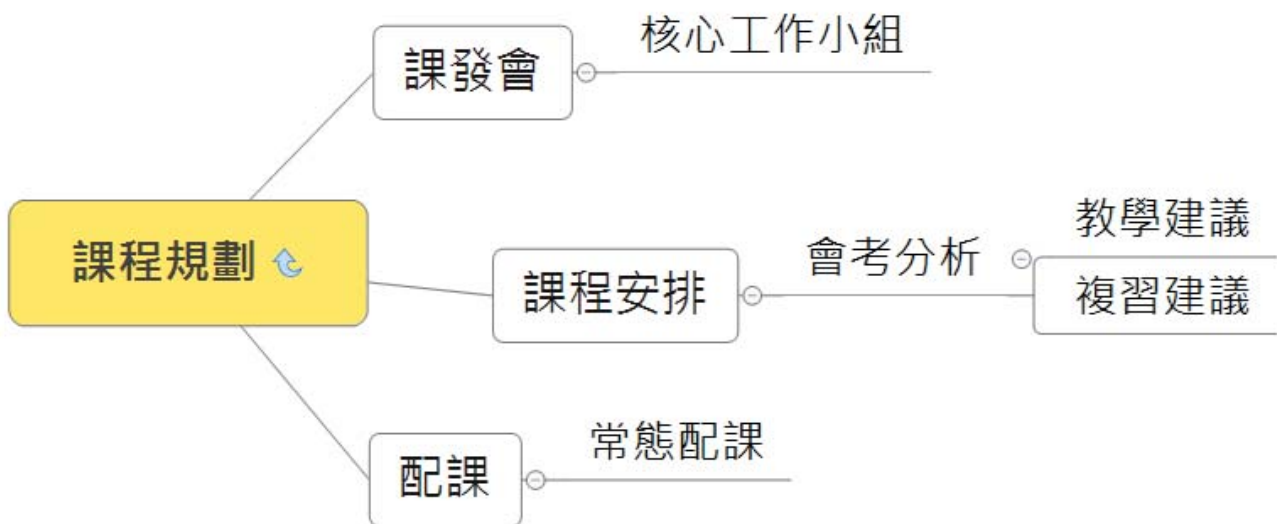 核心工作小組
課發會
課程規劃
教學建議
會考分析
課程安排
複習建議
常態配課
配課